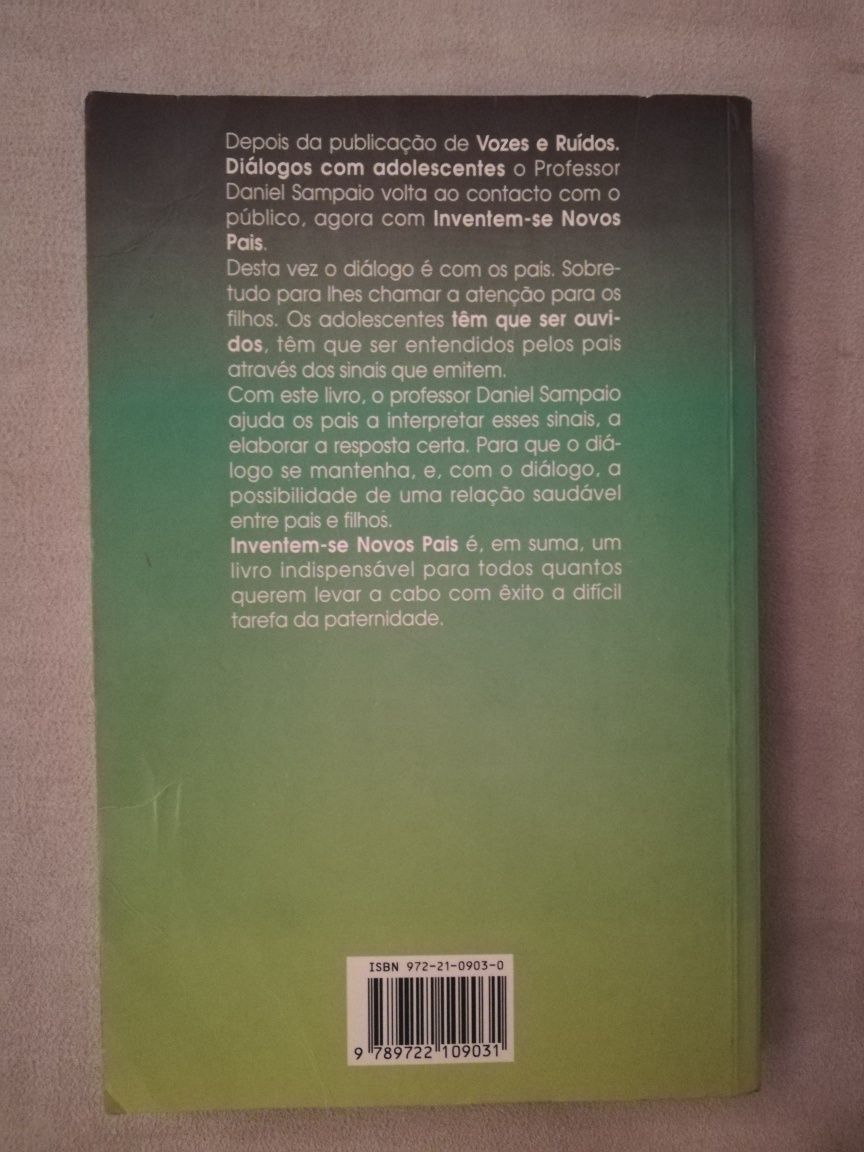 Depois da publicação de Vozes e Ruídos.
Diálogos com adolescentes o Professor
Daniel Sampaio volta ao contacto com o
público, agora com Inventem-se Novos
Pais.
Desta vez o diálogo é com os pais. Sobre-
tudo para lhes chamar a atenção para os
filhos. Os adolescentes têm que ser ouvi-
dos, têm que ser entendidos pelos pais
através dos sinais que emitem.
Com este livro, o professor Daniel Sampaio
ajuda os pais a interpretar esses sinais, a
elaborar a resposta certa. Para que o diá-
logo se mantenha, e, com o diálogo, a
possibilidade de uma relação saudável
entre pais e filhos.
Inventem-se Novos Pais é, em suma, um
livro indispensável para todos quantos
querem levar a cabo com êxito a difícil
tarefa da paternidade.
ISBN 972-21-0903-0
9 789722 109031